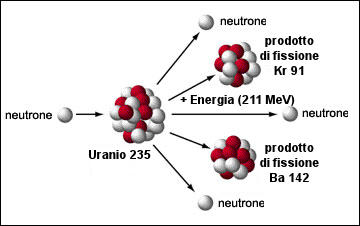 neutrone
prodotto
di fissione
Kr 91
+ Energia (211 MeV)
neutrone
neutrone
Uranio 235
prodotto
di fissione
Ba 142
neutrone